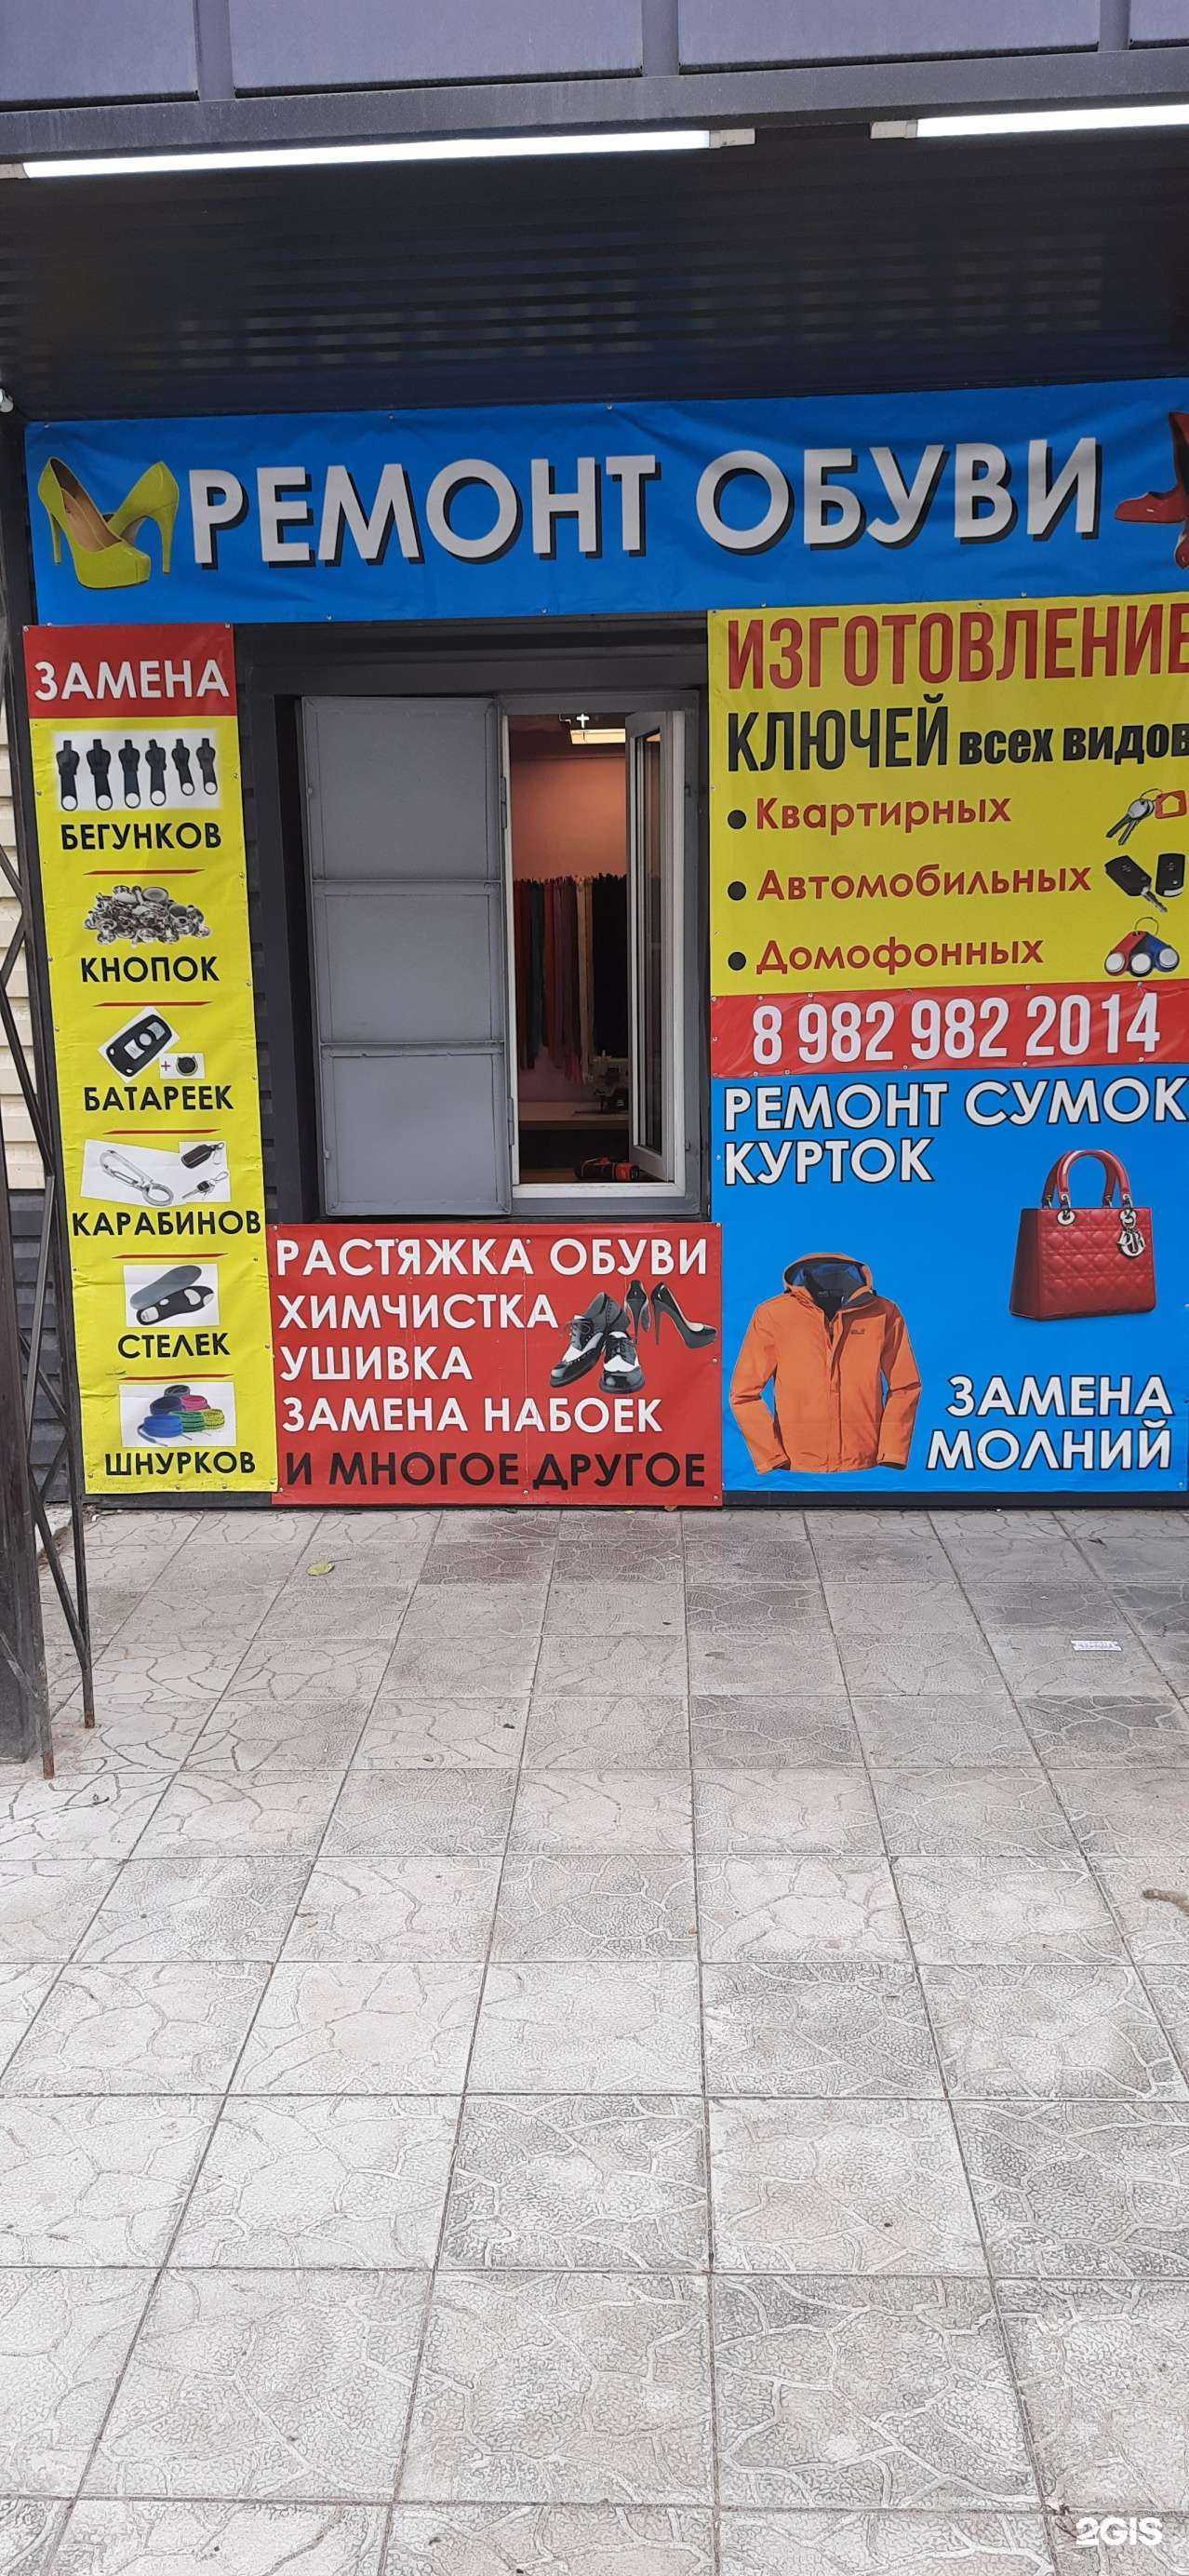 РЕМОНТ ОБУВИ
ЗАМЕНА
БЕГУНКОВ
КНОПОК
БАТАРЕЕК
КАРАБИНОВ
СТЕЛЕК
ШНУРКОВ
РАСТЯЖКА ОБУВИ
ХИМЧИСТКА
УШИВКА
ЗАМЕНА НАБОЕК
И МНОГОЕ ДРУГОЕ
ИЗГОТОВЛЕНИЕ
КЛЮЧЕЙ всех видов
• Квартирных
• Автомобильных
• Домофонных
8 982 982 2014
РЕМОНТ СУМОК
КУРТОК
ЗАМЕНА
МОЛНИЙ
2GIS